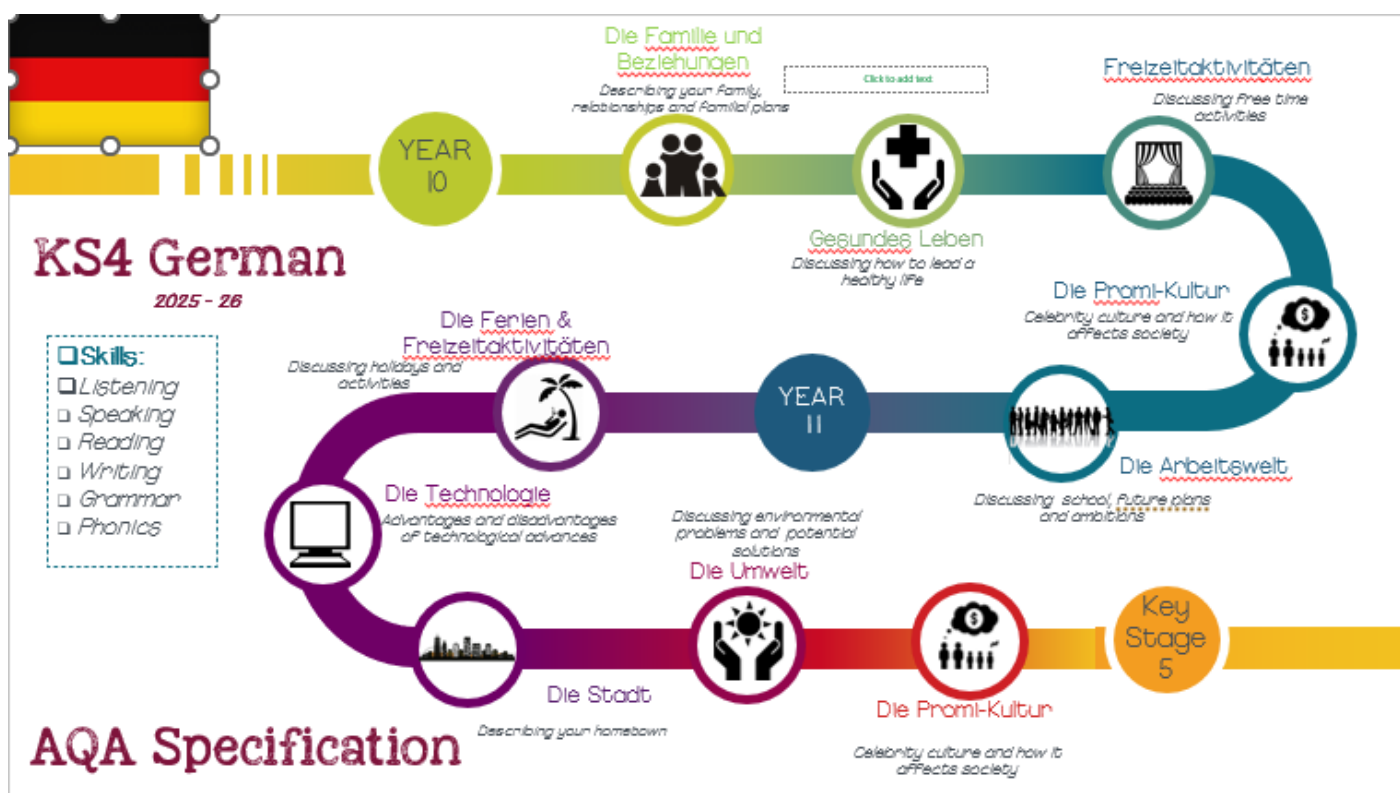 Die Familie und
Beziehungen
Describing your family,
relationships and familial plans
Click to add text
Freizeitaktivitäten
Discussing free time
activities
YEAR
10
Gesundes Leben
Discussing how to lead a
healthy life
KS4 German
2025 - 26
Die Promi-Kultur
Celebrity culture and how it
affects society
Die Ferien &
Freizeitaktivitäten
Discussing holidays and
activities
YEAR
11
Skills:
Listening
Speaking
Reading
Writing
Grammar
Phonics
Die Arbeitswelt
Discussing school, future plans
and ambitions
Die Technologie
Advantages and disadvantages
of technological advances
Discussing environmental
problems and potential
solutions
Die Umwelt
Key
Stage
5
Die Stadt
Describing your hometown
Die Promi-Kultur
Celebrity culture and how it
affects society
AQA Specification
$
$